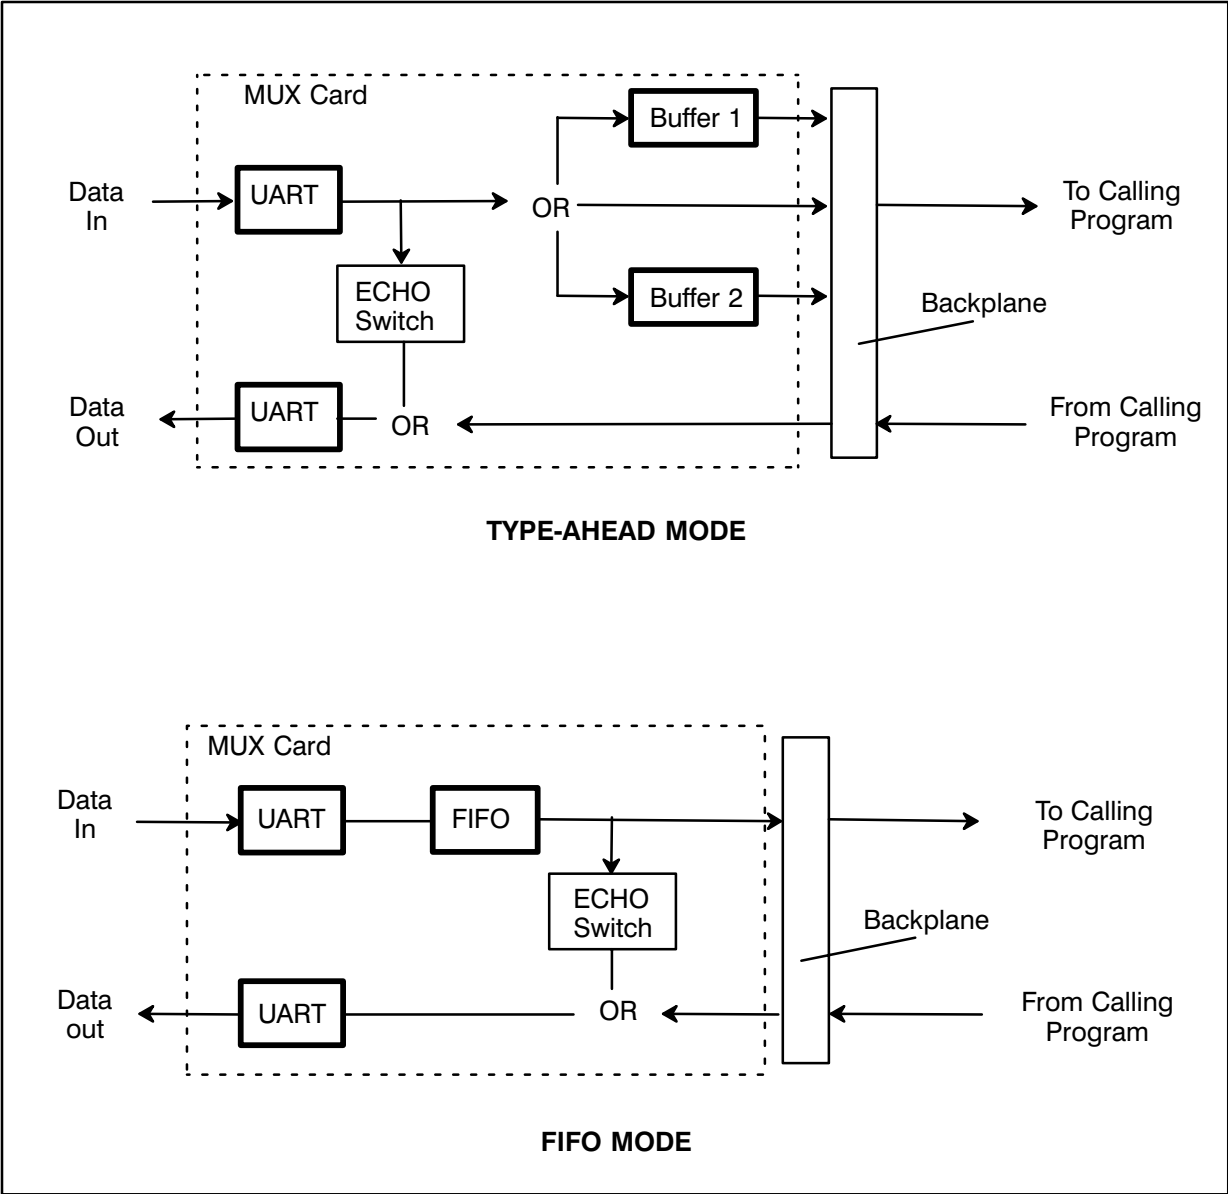 MUX Card
Buffer 1
Data
In
UART
OR
To Calling
Program
ECHO
Switch
Buffer 2
Backplane
Data
Out
UART
OR
From Calling
Program
TYPE-AHEAD MODE
MUX Card
Data
In
UART
FIFO
To Calling
Program
ECHO
Switch
Backplane
Data
out
UART
OR
From Calling
Program
FIFO MODE